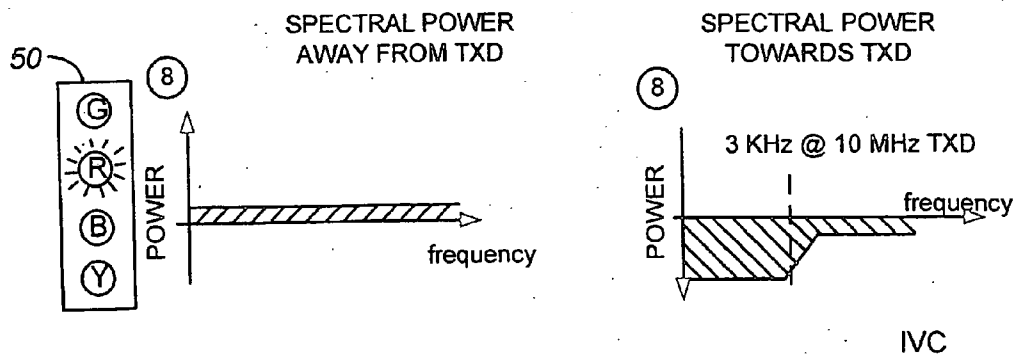 50
G
R
B
Y
8
SPECTRAL POWER
AWAY FROM TXD
POWER
frequency
SPECTRAL POWER
TOWARDS TXD
8
3 KHz @ 10 MHz TXD
POWER
frequency
IVC